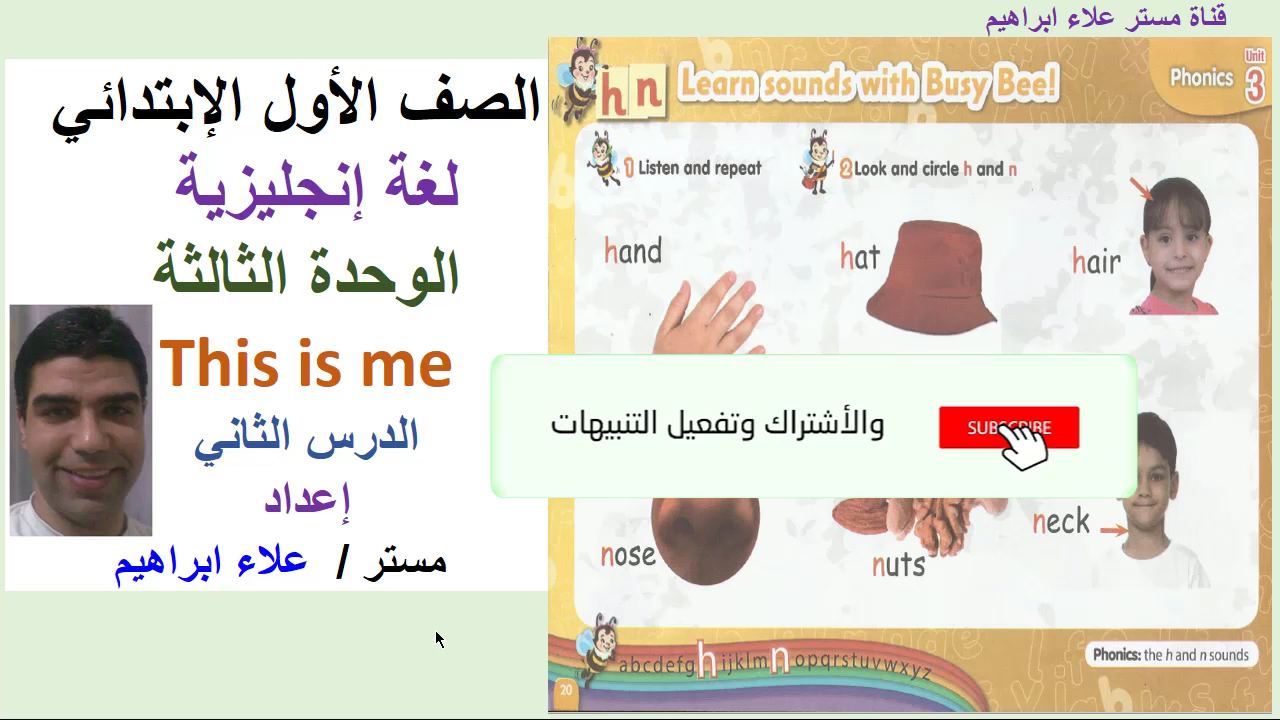 قناة مستر علاء ابراهيم
الصف الأول الإبتدائي
لغة إنجليزية
الوحدة الثالثة
This is me
الدرس الثاني
إعداد
مستر / علاء ابراهيم
h n Learn sounds with Busy Bee!
Phonics Unit 3
1 Listen and repeat
2 Look and circle h and n
hand
hat
hair
والأشتراك وتفعيل التنبيهات
SUBSCRIBE
nose
nuts
neck
abcdefghijklmnopqrstuvwxyz
Phonics: the h and n sounds
20